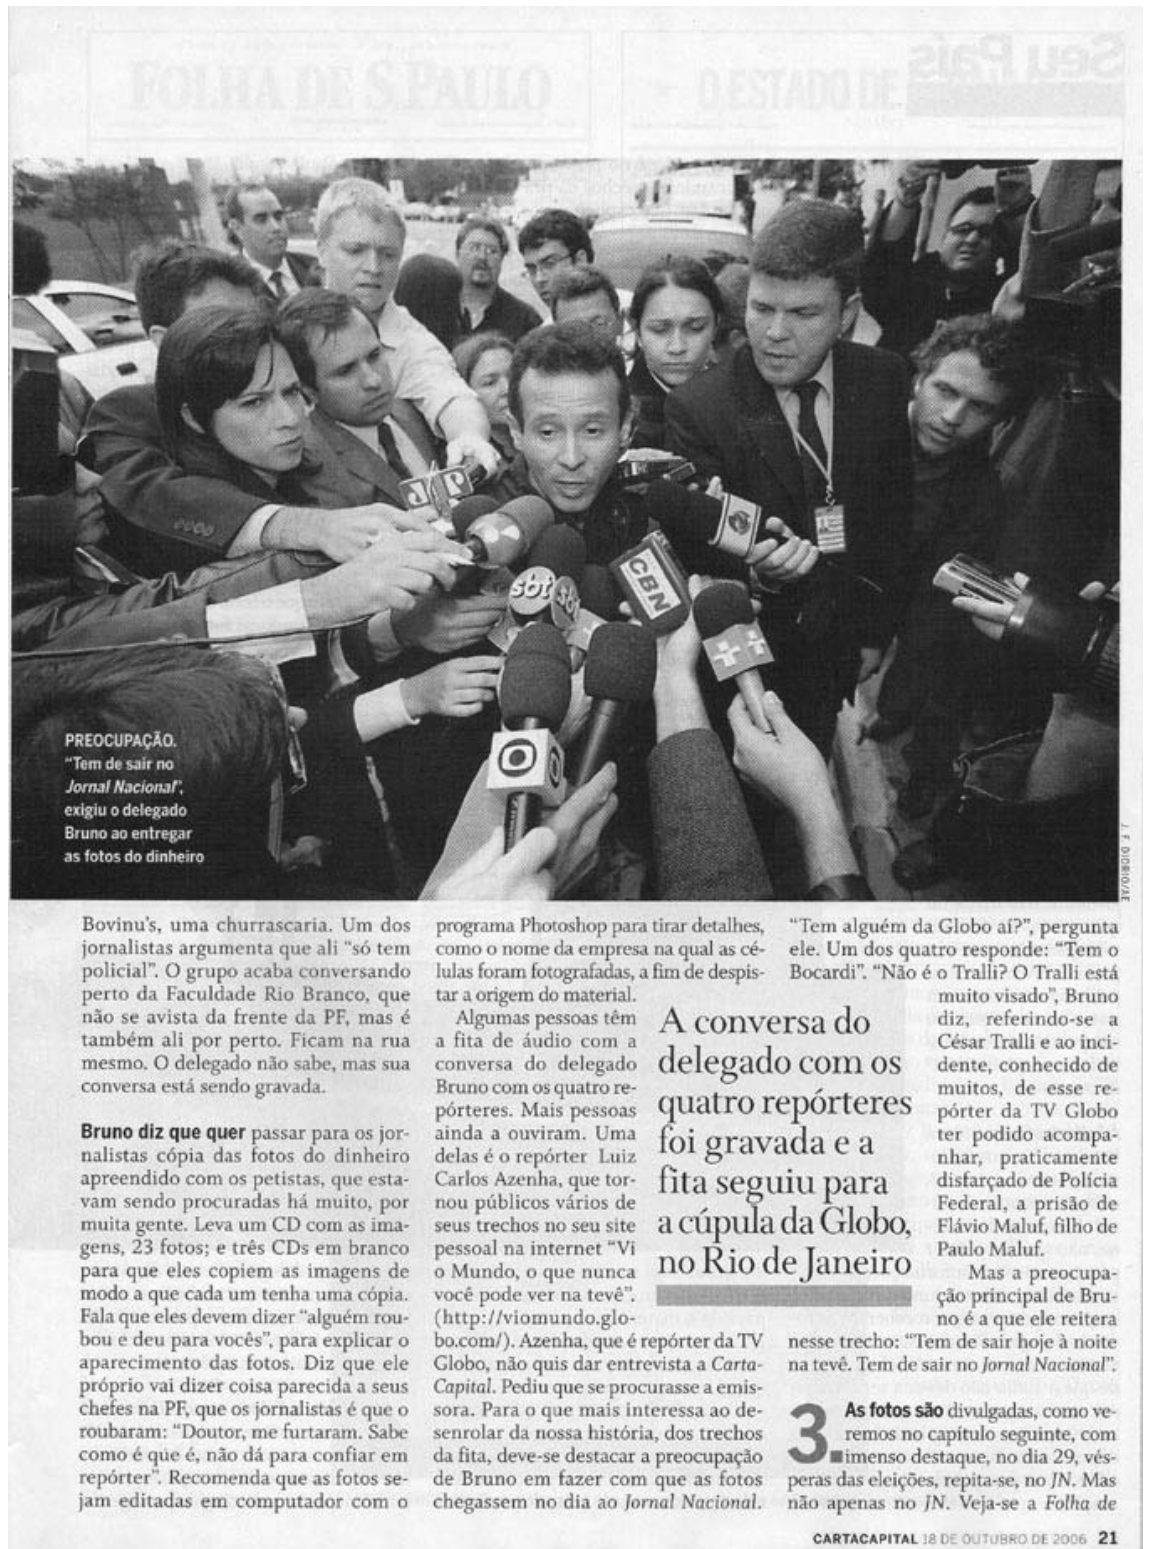 Seu País
FOLHA DE S.PAULO
O ESTADO DE
JP
sbt
sbt
CBN
PREOCUPAÇÃO.
“Tem de sair no
Jornal Nacional”,
exigiu o delegado
Bruno ao entregar
as fotos do dinheiro
J. F. DIORIO/AE
Bovinu's, uma churrascaria. Um dos
jornalistas argumenta que ali “só tem
policial”. O grupo acaba conversando
perto da Faculdade Rio Branco, que
não se avista da frente da PF, mas é
também ali por perto. Ficam na rua
mesmo. O delegado não sabe, mas sua
conversa está sendo gravada.
Bruno diz que quer passar para os jor-
nalistas cópia das fotos do dinheiro
apreendido com os petistas, que esta-
vam sendo procuradas há muito, por
muita gente. Leva um CD com as ima-
gens, 23 fotos; e três CDs em branco
para que eles copiem as imagens de
modo a que cada um tenha uma cópia.
Fala que eles devem dizer “alguém rou-
bou e deu para vocês”, para explicar o
aparecimento das fotos. Diz que ele
próprio vai dizer coisa parecida a seus
chefes na PF, que os jornalistas é que o
roubaram: “Doutor, me furtaram. Sabe
como é que é, não dá para confiar em
repórter”. Recomenda que as fotos se-
jam editadas em computador com o
programa Photoshop para tirar detalhes,
como o nome da empresa na qual as cé-
lulas foram fotografadas, a fim de despis-
tar a origem do material.
Algumas pessoas têm
a fita de áudio com a
conversa do delegado
Bruno com os quatro re-
pórteres. Mais pessoas
ainda a ouviram. Uma
delas é o repórter Luiz
Carlos Azenha, que tor-
nou públicos vários de
seus trechos no seu site
pessoal na internet “Vi
o Mundo, o que nunca
você pode ver na tevê”.
(http://viomundo.glo-
bo.com/). Azenha, que é repórter da TV
Globo, não quis dar entrevista a Carta-
Capital. Pediu que se procurasse a emis-
sora. Para o que mais interessa ao de-
senrolar da nossa história, dos trechos
da fita, deve-se destacar a preocupação
de Bruno em fazer com que as fotos
chegassem no dia ao Jornal Nacional.
A conversa do
delegado com os
quatro repórteres
foi gravada e a
fita seguiu para
a cúpula da Globo,
no Rio de Janeiro
“Tem alguém da Globo aí?”, pergunta
ele. Um dos quatro responde: “Tem o
Bocardi”. “Não é o Tralli? O Tralli está
muito visado”, Bruno
diz, referindo-se a
César Tralli e ao inci-
dente, conhecido de
muitos, de esse re-
pórter da TV Globo
ter podido acompa-
nhar, praticamente
disfarçado de Polícia
Federal, a prisão de
Flávio Maluf, filho de
Paulo Maluf.
Mas a preocupa-
ção principal de Bru-
no é a que ele reitera
nesse trecho: “Tem de sair hoje à noite
na tevê. Tem de sair no Jornal Nacional”.
3. As fotos são divulgadas, como ve-
remos no capítulo seguinte, com
imenso destaque, no dia 29, vés-
peras das eleições, repita-se, no JN. Mas
não apenas no JN. Veja-se a Folha de
CARTACAPITAL 18 DE OUTUBRO DE 2006 21